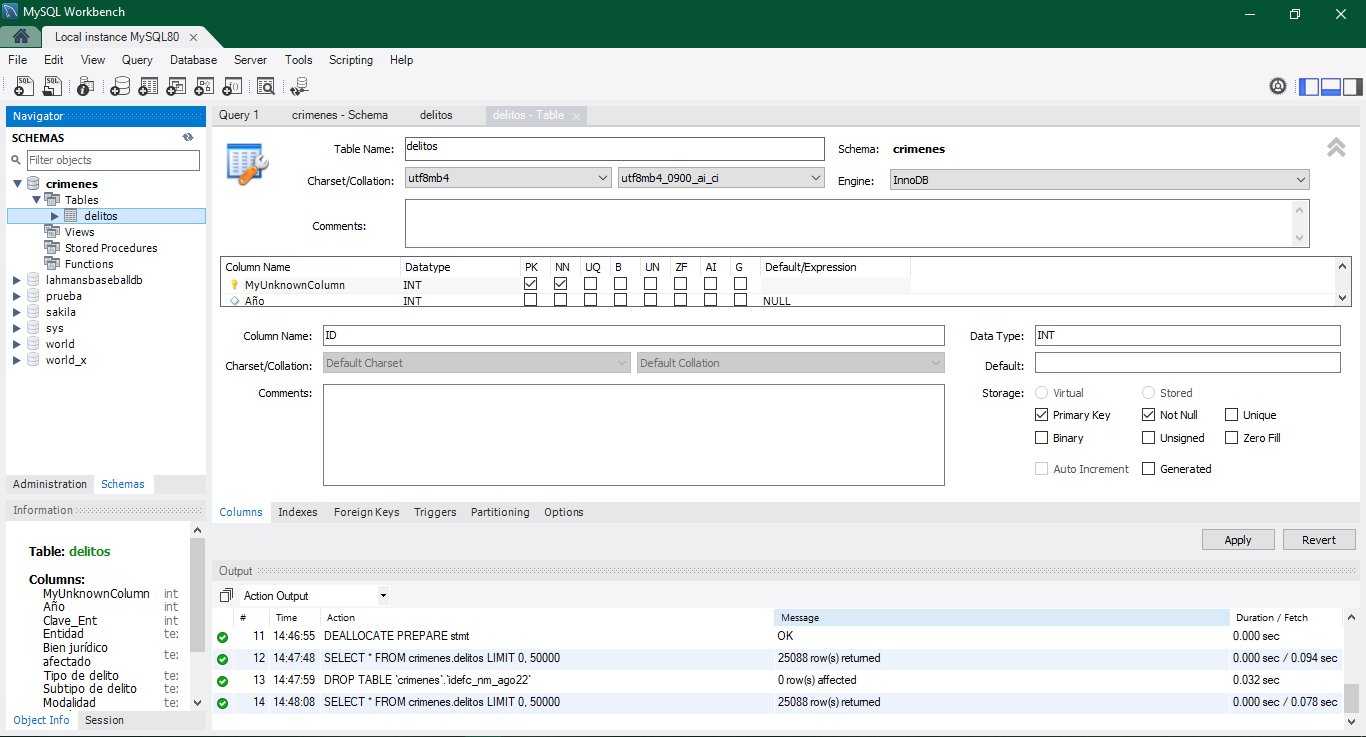 MySQL Workbench
Local instance MySQL80
File Edit View Query Database Server Tools Scripting Help
Navigator
SCHEMAS
Filter objects
crimenes
Tables
delitos
Views
Stored Procedures
Functions
lahmansbaseballdb
prueba
sakila
sys
world
world_x
Administration Schemas
Information
Table: delitos
Columns:
MyUnknownColumn int
Año int
Clave_Ent int
Entidad te
Bien jurídico
afectado te
Tipo de delito te
Subtipo de delito te
Modalidad te
Object Info Session
Query 1 crimenes - Schema delitos delitos - Table
Table Name: delitos Schema: crimenes
Charset/Collation: utf8mb4 utf8mb4_0900_ai_ci Engine: InnoDB
Comments:
Column Name Datatype PK NN UQ B UN ZF AI G Default/Expression
MyUnknownColumn INT
Año INT NULL
Column Name: ID Data Type: INT
Charset/Collation: Default Charset Default Collation Default:
Comments: Storage: Virtual Stored
Primary Key Not Null Unique
Binary Unsigned Zero Fill
Auto Increment Generated
Columns Indexes Foreign Keys Triggers Partitioning Options
Apply Revert
Output
Action Output
# Time Action Message Duration / Fetch
11 14:46:55 DEALLOCATE PREPARE stmt OK 0.000 sec
12 14:47:48 SELECT * FROM crimenes.delitos LIMIT 0, 50000 25088 row(s) returned 0.000 sec / 0.094 sec
13 14:47:59 DROP TABLE `crimenes`.`idefc_nm_ago22` 0 row(s) affected 0.032 sec
14 14:48:08 SELECT * FROM crimenes.delitos LIMIT 0, 50000 25088 row(s) returned 0.000 sec / 0.078 sec